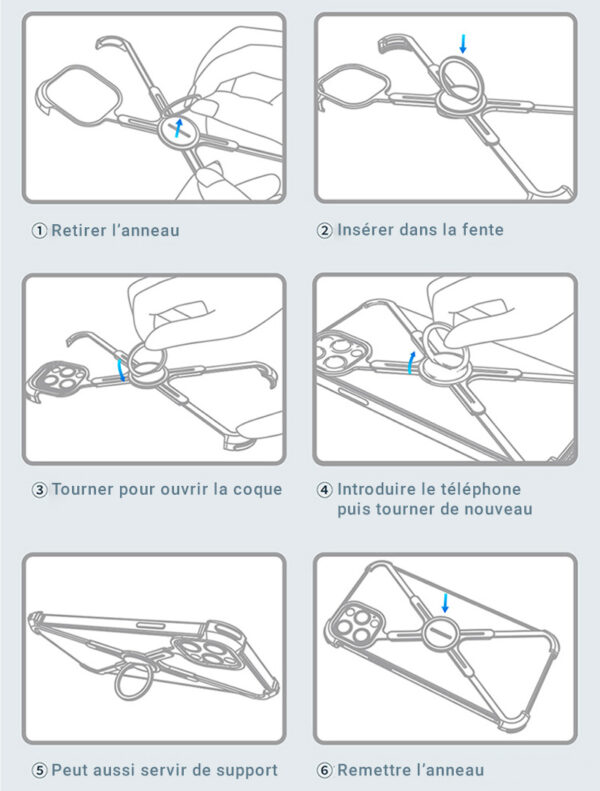 ① Retirer l’anneau
② Insérer dans la fente
③ Tourner pour ouvrir la coque
④ Introduire le téléphone
puis tourner de nouveau
⑤ Peut aussi servir de support
⑥ Remettre l’anneau